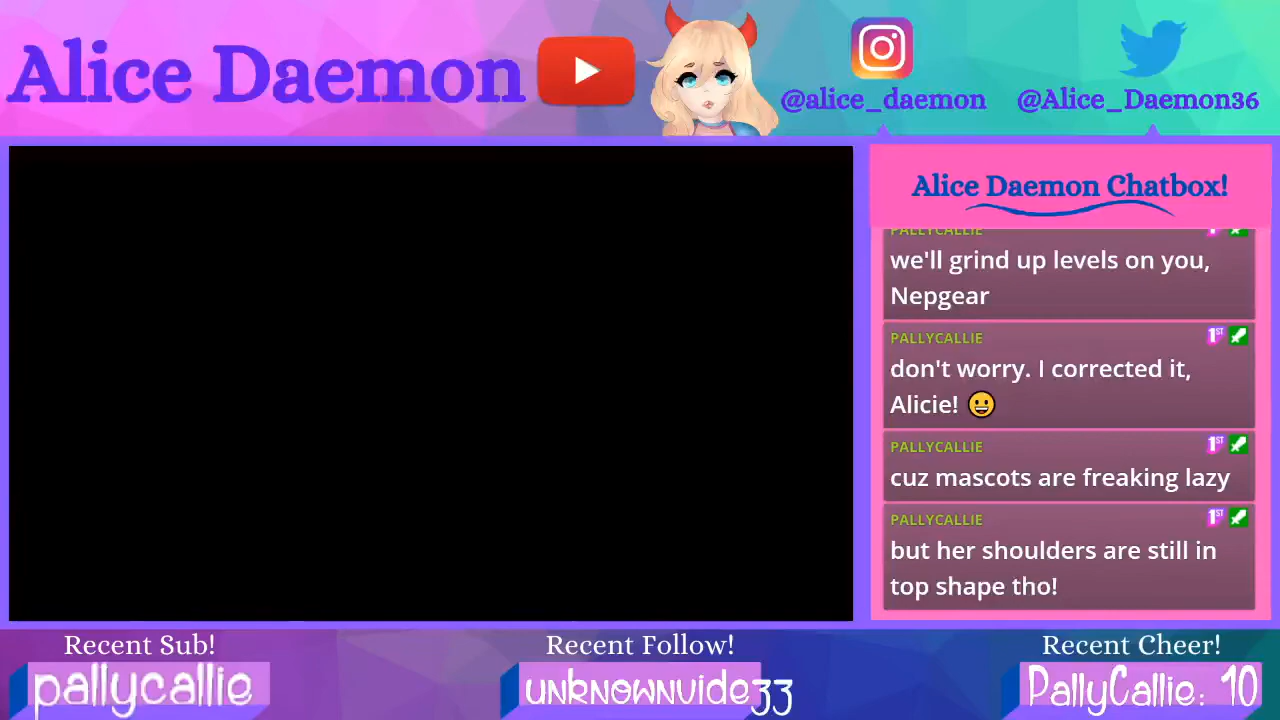 Alice Daemon
@alice_daemon
@Alice_Daemon36
Alice Daemon Chatbox!
PALLYCALLIE
we'll grind up levels on you,
Nepgear
PALLYCALLIE
don't worry. I corrected it,
Alicie! 😀
PALLYCALLIE
cuz mascots are freaking lazy
PALLYCALLIE
but her shoulders are still in
top shape tho!
Recent Sub!
pallycallie
Recent Follow!
unknownvide33
Recent Cheer!
PallyCallie: 10